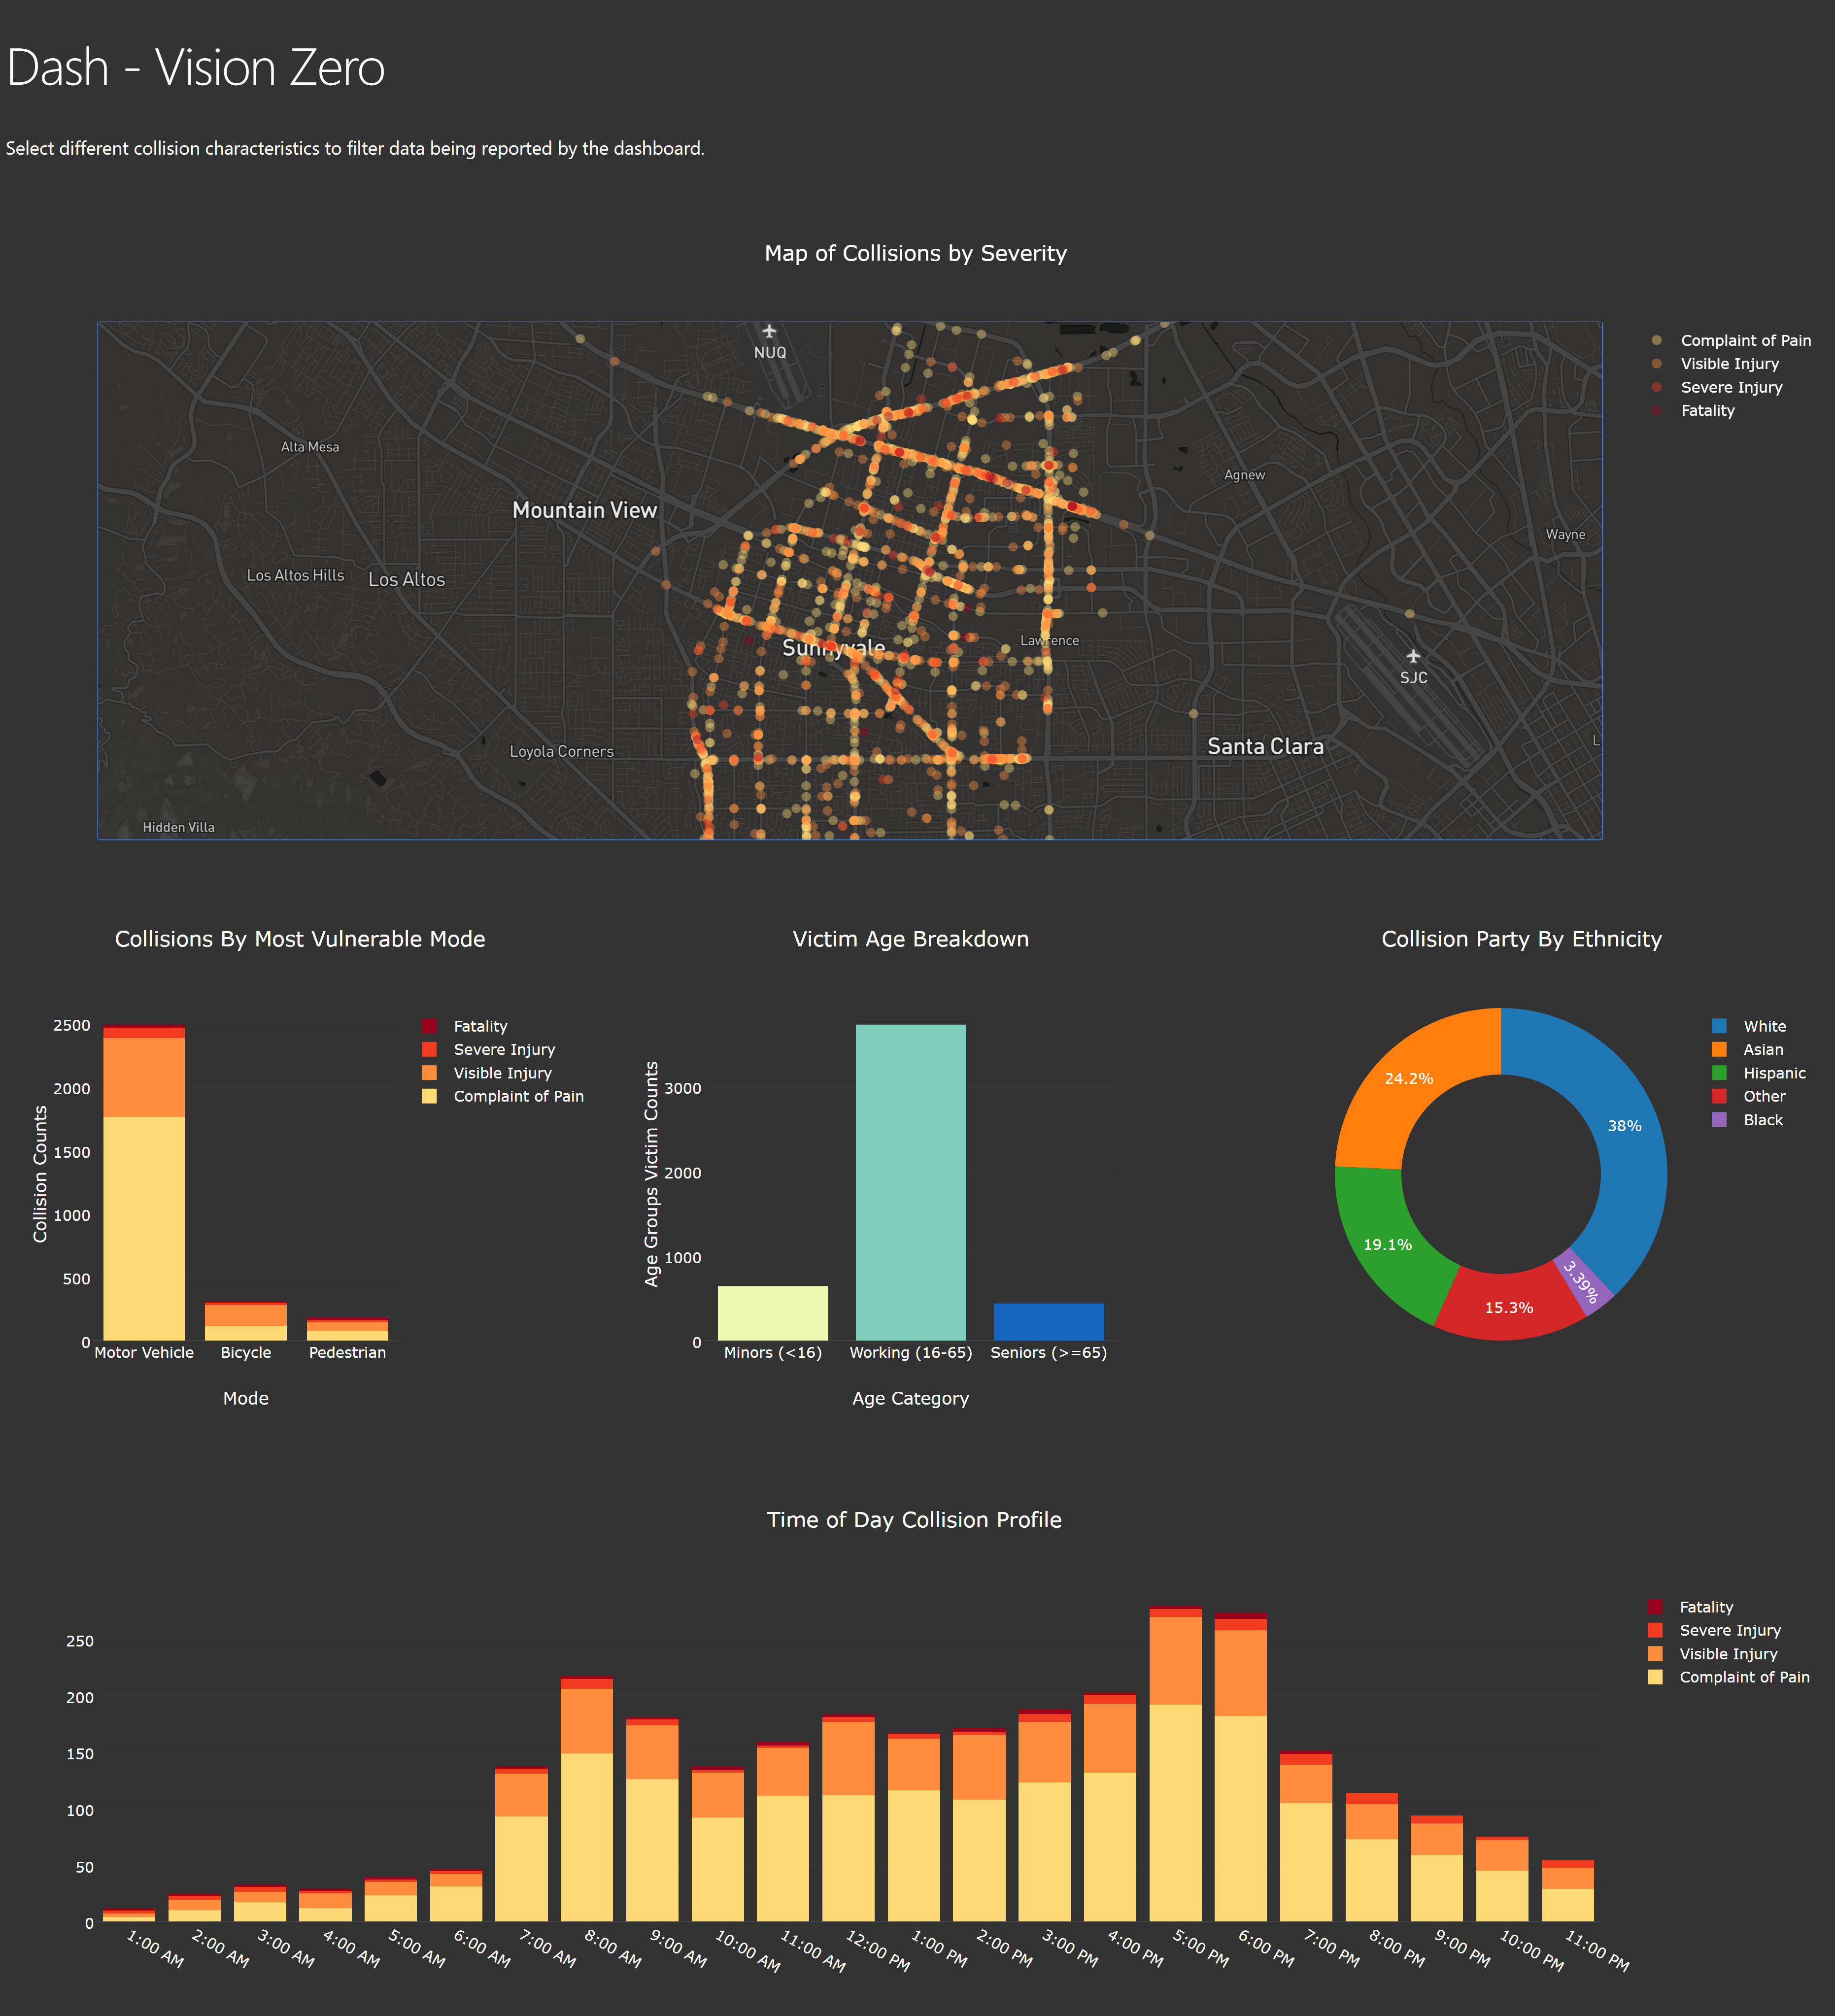 Dash - Vision Zero
Select different collision characteristics to filter data being reported by the dashboard.
Map of Collisions by Severity
NUQ
Alta Mesa
Mountain View
Los Altos Hills
Los Altos
Loyola Corners
Hidden Villa
Sunnyvale
Lawrence
Agnew
Wayne
SJC
Santa Clara
L
Complaint of Pain
Visible Injury
Severe Injury
Fatality
Collisions By Most Vulnerable Mode
Collision Counts
2500
2000
1500
1000
500
0
Motor Vehicle
Bicycle
Pedestrian
Mode
Fatality
Severe Injury
Visible Injury
Complaint of Pain
Victim Age Breakdown
Age Groups Victim Counts
3000
2000
1000
0
Minors (<16)
Working (16-65)
Seniors (>=65)
Age Category
Collision Party By Ethnicity
38%
24.2%
19.1%
15.3%
3.39%
White
Asian
Hispanic
Other
Black
Time of Day Collision Profile
250
200
150
100
50
0
1:00 AM
2:00 AM
3:00 AM
4:00 AM
5:00 AM
6:00 AM
7:00 AM
8:00 AM
9:00 AM
10:00 AM
11:00 AM
12:00 PM
1:00 PM
2:00 PM
3:00 PM
4:00 PM
5:00 PM
6:00 PM
7:00 PM
8:00 PM
9:00 PM
10:00 PM
11:00 PM
Fatality
Severe Injury
Visible Injury
Complaint of Pain